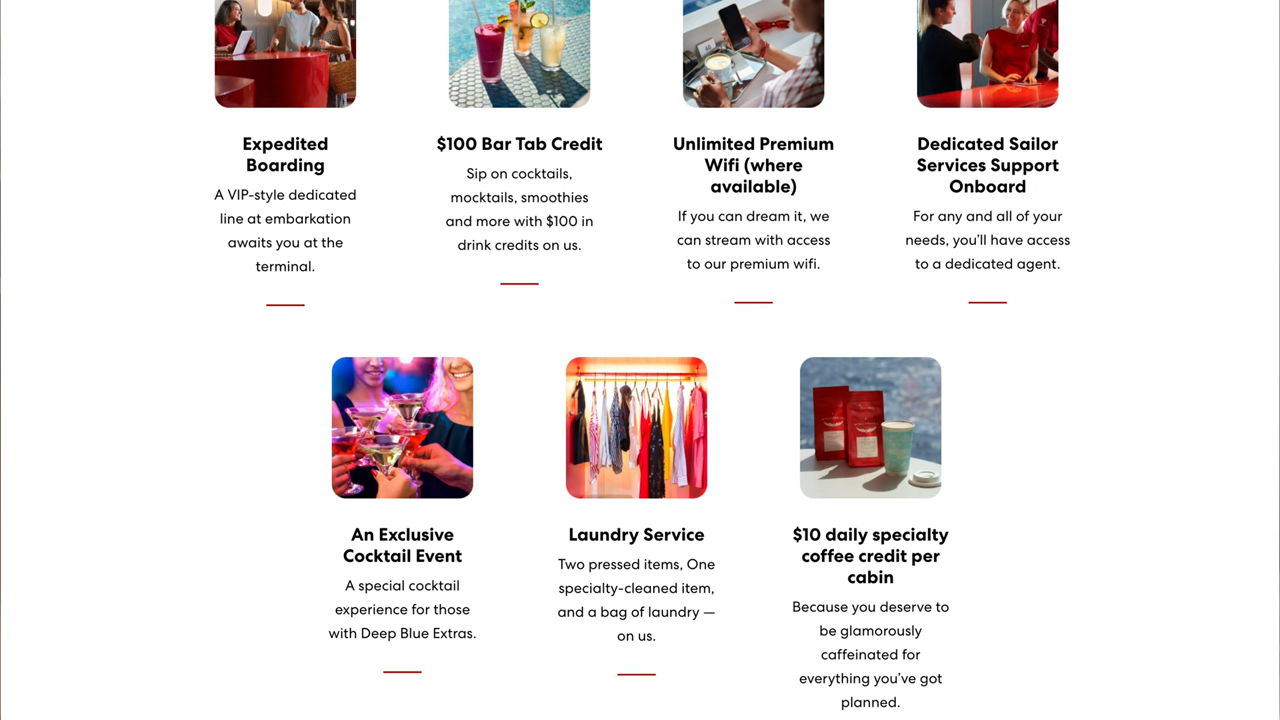 Expedited
Boarding
A VIP-style dedicated
line at embarkation
awaits you at the
terminal.
$100 Bar Tab Credit
Sip on cocktails,
mocktails, smoothies
and more with $100 in
drink credits on us.
Unlimited Premium
Wifi (where
available)
If you can dream it, we
can stream with access
to our premium wifi.
Dedicated Sailor
Services Support
Onboard
For any and all of your
needs, you'll have access
to a dedicated agent.
An Exclusive
Cocktail Event
A special cocktail
experience for those
with Deep Blue Extras.
Laundry Service
Two pressed items, One
specialty-cleaned item,
and a bag of laundry —
on us.
$10 daily specialty
coffee credit per
cabin
Because you deserve to
be glamorously
caffeinated for
everything you've got
planned.